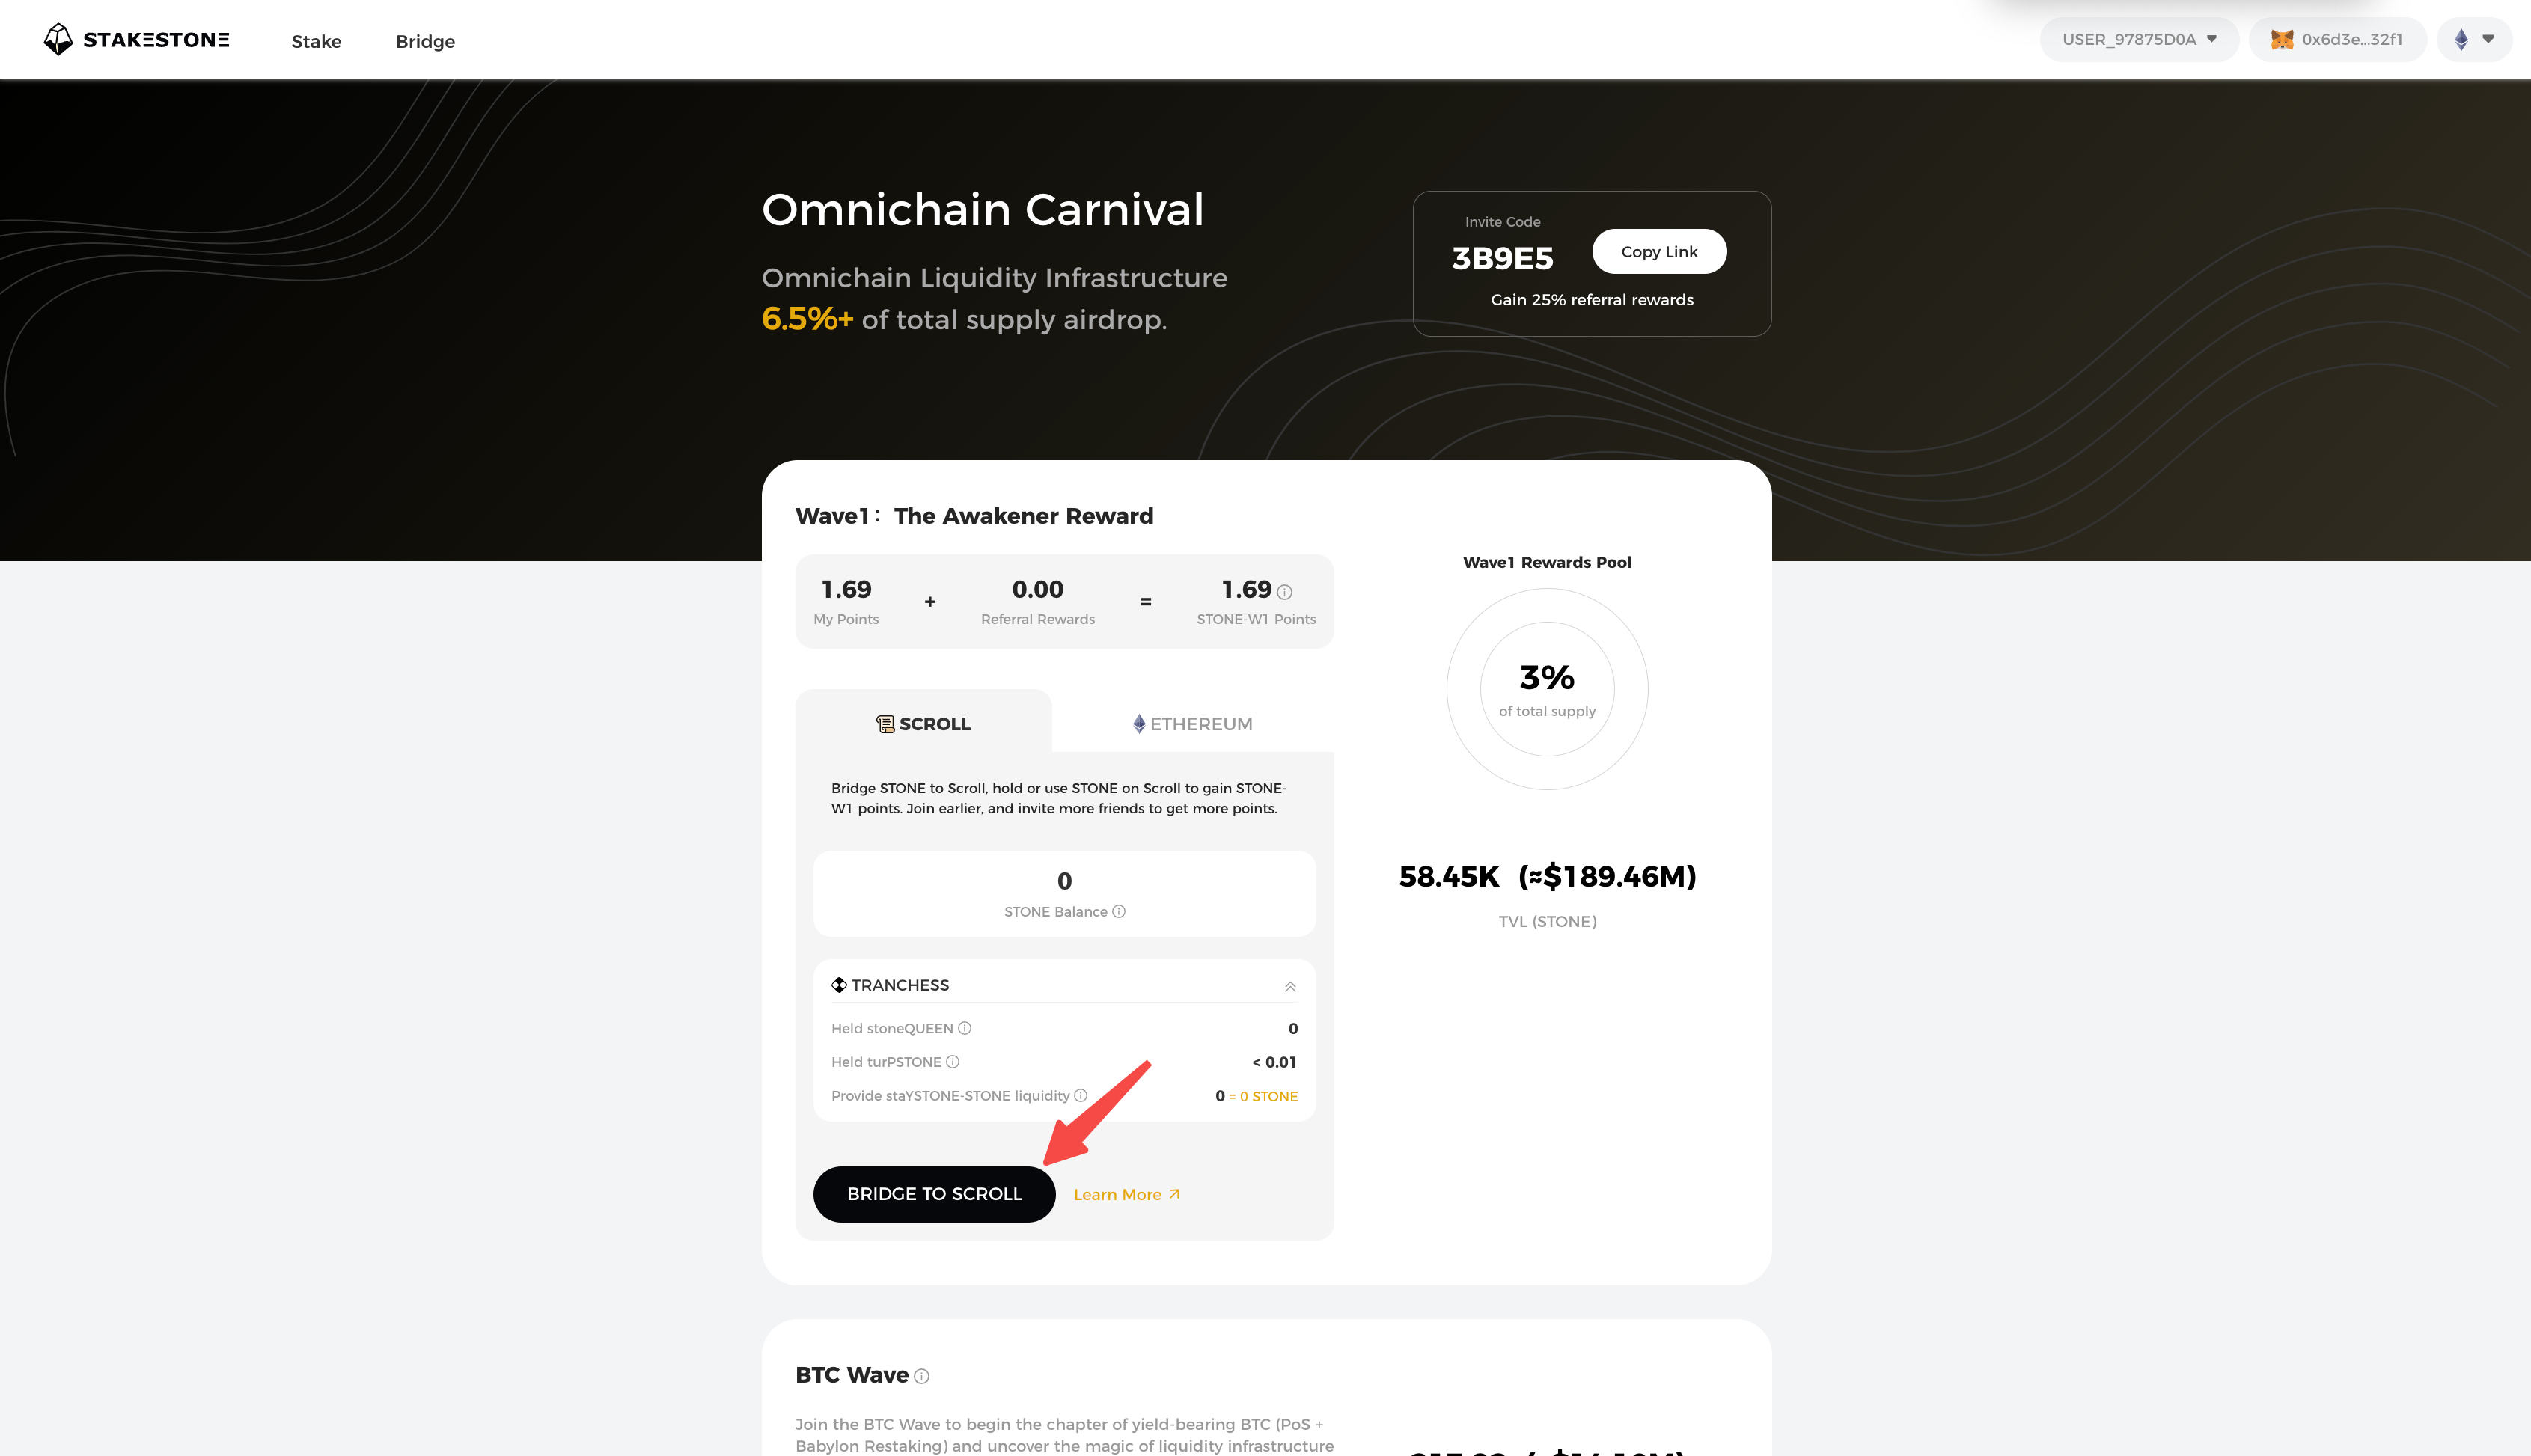 STAKESTONE
Stake
Bridge
USER_97875D0A
0x6d3e...32f1
Omnichain Carnival
Omnichain Liquidity Infrastructure
6.5%+ of total supply airdrop.
Invite Code
3B9E5
Copy Link
Gain 25% referral rewards
Wave1: The Awakener Reward
1.69 + 0.00 = 1.69
My Points Referral Rewards STONE-W1 Points
SCROLL
ETHEREUM
Bridge STONE to Scroll, hold or use STONE on Scroll to gain STONE-
W1 points. Join earlier, and invite more friends to get more points.
0
STONE Balance
TRANCHESS
Held stoneQUEEN 0
Held turPSTONE < 0.01
Provide staYSTONE-STONE liquidity 0 = 0 STONE
BRIDGE TO SCROLL
Learn More
Wave1 Rewards Pool
3%
of total supply
58.45K (≈$189.46M)
TVL (STONE)
BTC Wave
Join the BTC Wave to begin the chapter of yield-bearing BTC (PoS +
Babylon Restaking) and uncover the magic of liquidity infrastructure